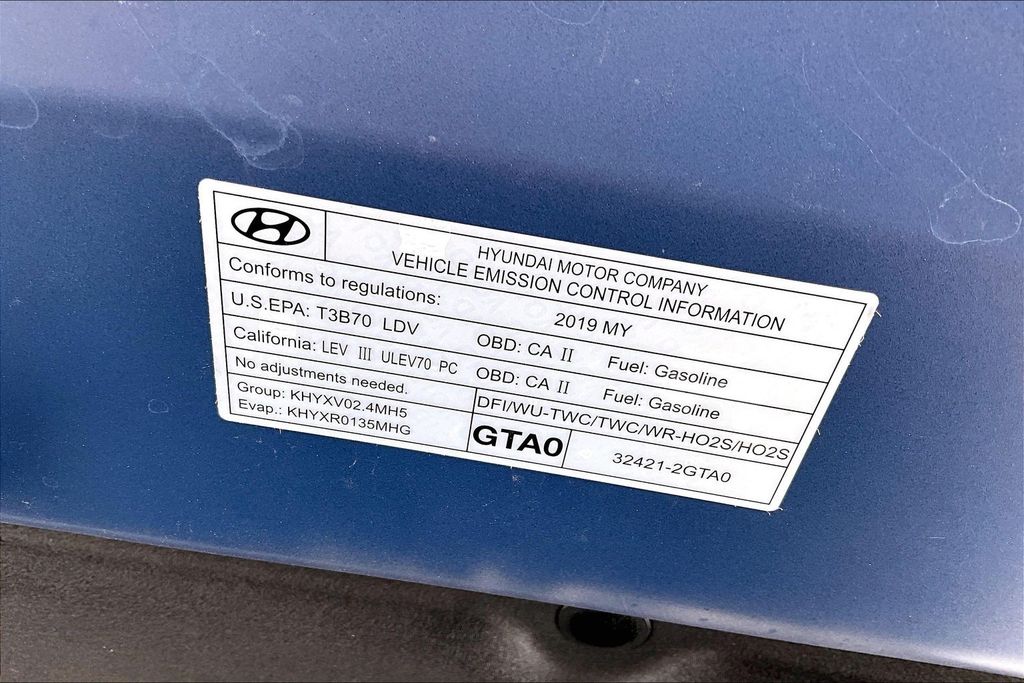 HYUNDAI MOTOR COMPANY
VEHICLE EMISSION CONTROL INFORMATION
Conforms to regulations: 2019 MY
U.S.EPA: T3B70 LDV OBD: CA II Fuel: Gasoline
California: LEV III ULEV70 PC OBD: CA II Fuel: Gasoline
No adjustments needed. DFI/WU-TWC/TWC/WR-HO2S/HO2S
Group: KHYXV02.4MH5
Evap.: KHYXR0135MHG
GTA0 32421-2GTA0